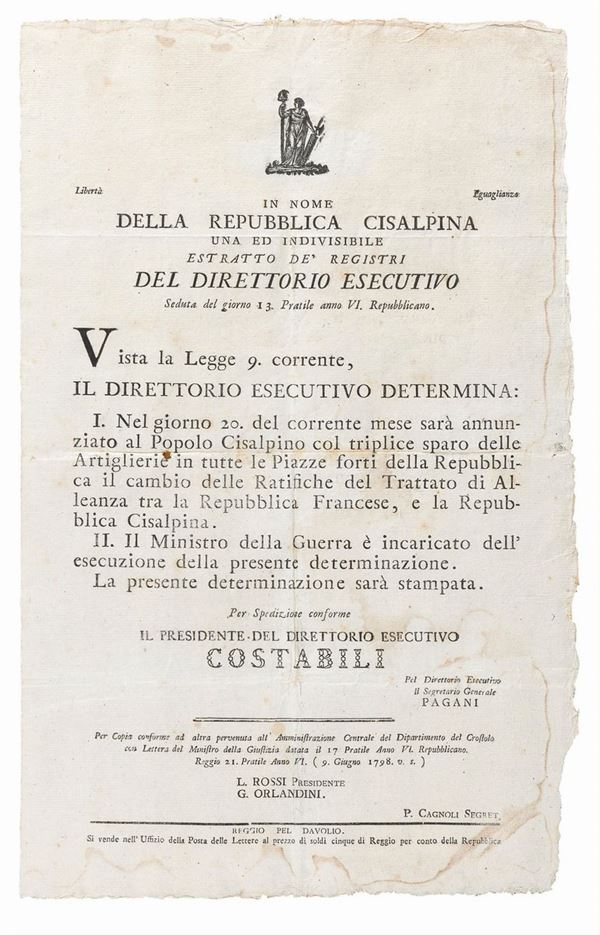 Libertà Eguaglianza
IN NOME
DELLA REPUBBLICA CISALPINA
UNA ED INDIVISIBILE
ESTRATTO DE' REGISTRI
DEL DIRETTORIO ESECUTIVO
Seduta del giorno 13. Pratile anno VI. Repubblicano.
Vista la Legge 9. corrente,
IL DIRETTORIO ESECUTIVO DETERMINA:
I. Nel giorno 20. del corrente mese sarà annun-
ziato al Popolo Cisalpino col triplice sparo delle
Artiglierie in tutte le Piazze forti della Repubbli-
ca il cambio delle Ratifiche del Trattato di Al-
leanza tra la Repubblica Francese, e la Repub-
blica Cisalpina.
II. Il Ministro della Guerra è incaricato dell'
esecuzione della presente determinazione.
La presente determinazione sarà stampata.
Per Spedizione conforme
IL PRESIDENTE DEL DIRETTORIO ESECUTIVO
COSTABILI
Pel Direttorio Esecutivo
Il Segretario Generale
PAGANI
Per Copia conforme ad altra pervenuta all' Amministrazione Centrale del Dipartimento del Crostolo
con Lettera del Ministro della Giustizia datata il 17 Pratile Anno VI. Repubblicano.
Reggio 21. Pratile Anno VI. ( 9. Giugno 1798. v. s. )
L. ROSSI PRESIDENTE
G. ORLANDINI.
P. CAGNOLI SEGRET.
REGGIO PEL DAVOLIO.
Si vende nell' Uffizio della Posta delle Lettere al prezzo di soldi cinque di Reggio per conto della Repubblica